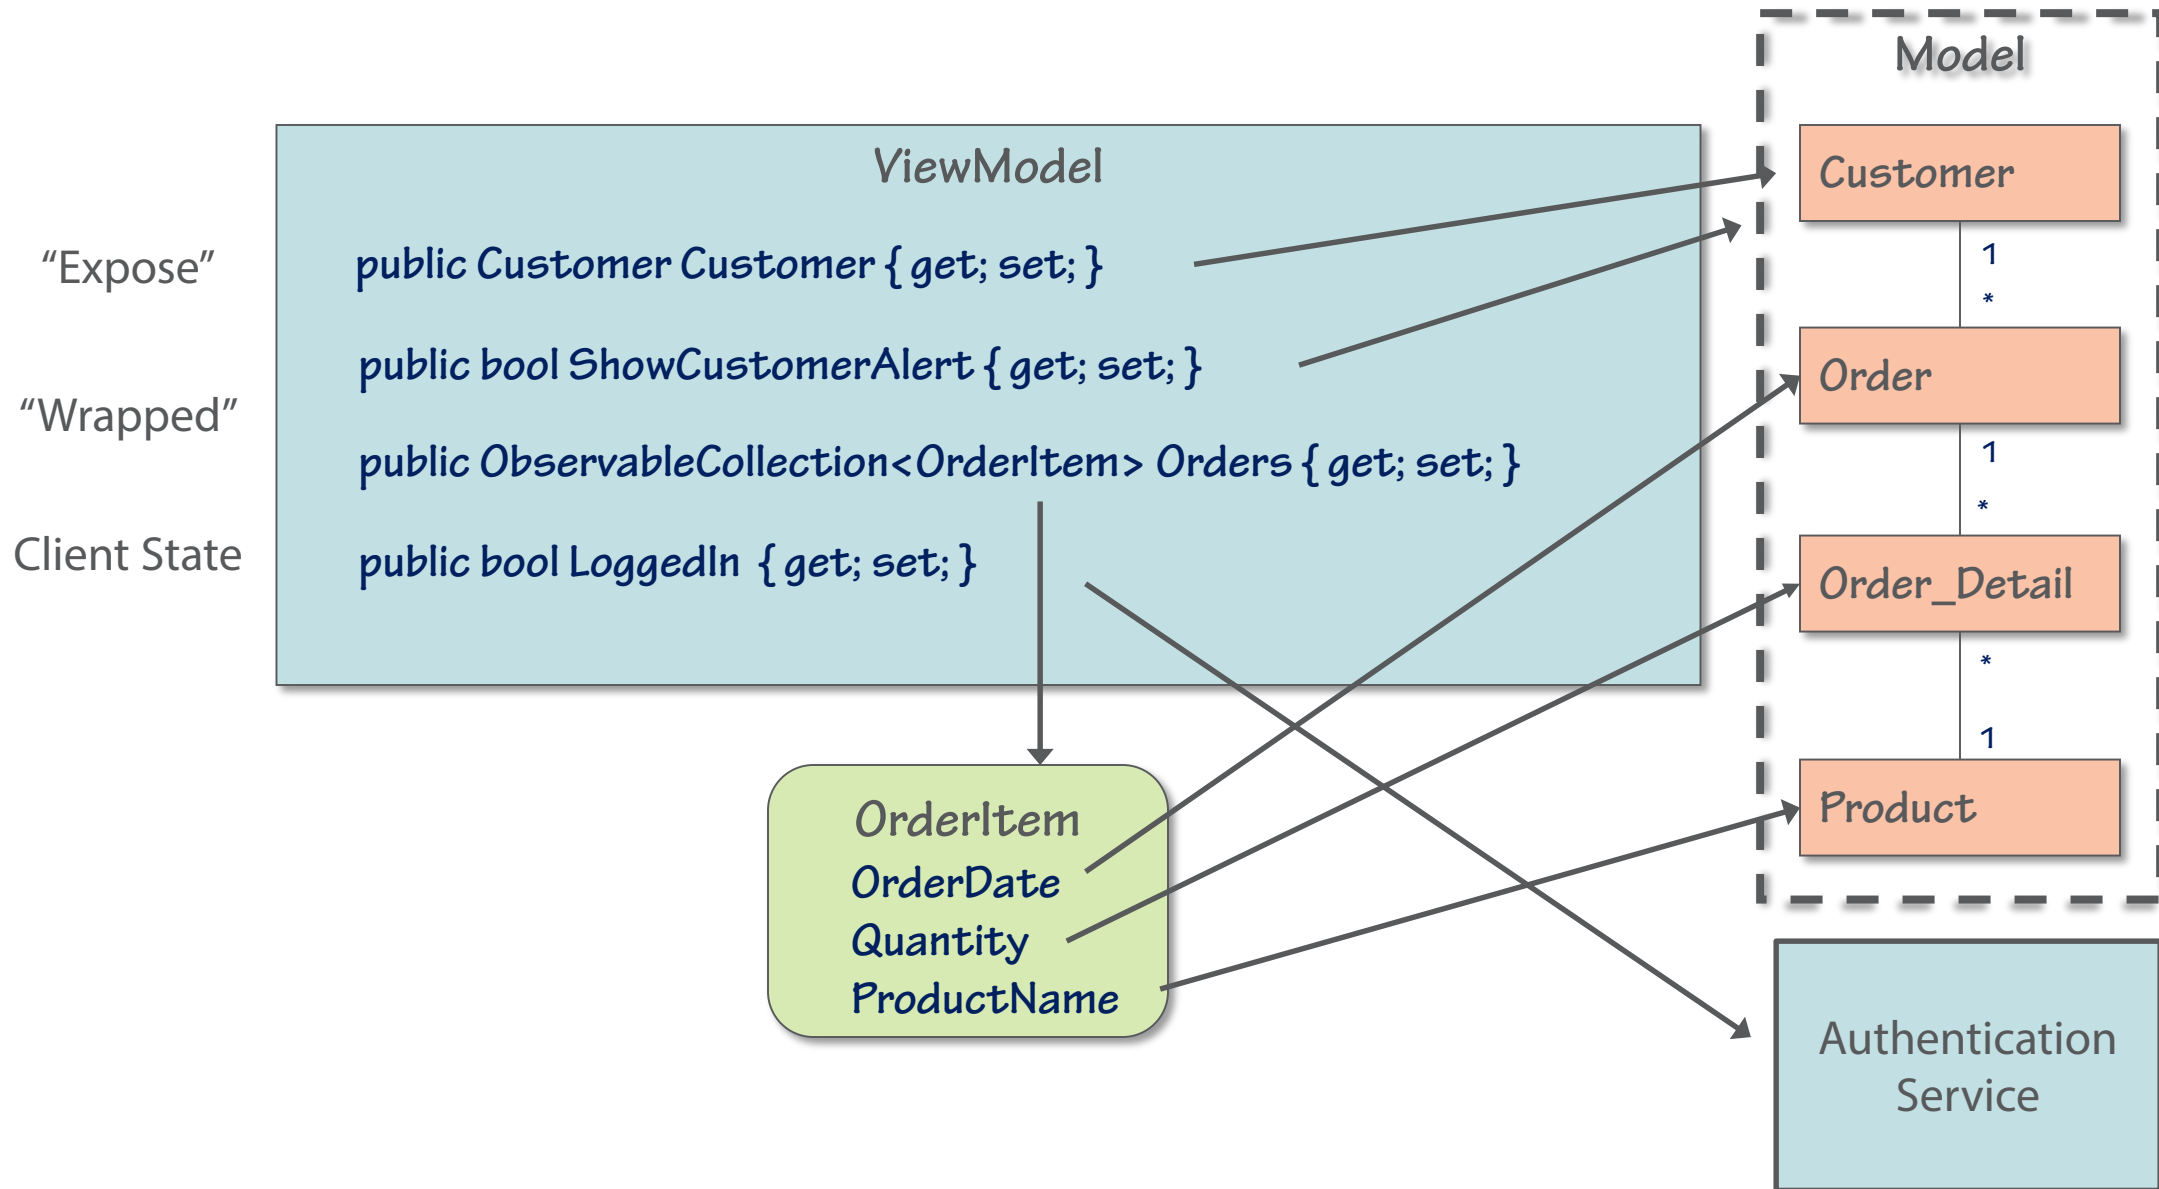 Model
ViewModel
Customer
“Expose”
public Customer Customer { get; set; }
1
*
public bool ShowCustomerAlert { get; set; }
Order
“Wrapped”
public ObservableCollection<OrderItem> Orders { get; set; }
1
*
Client State
public bool LoggedIn { get; set; }
Order_Detail
*
1
OrderItem
Product
OrderDate
Quantity
ProductName
Authentication
Service